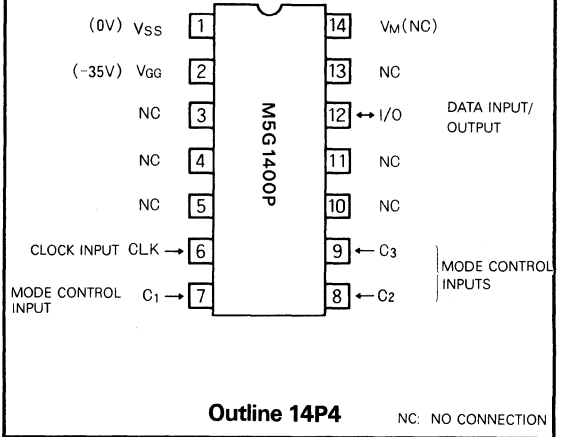 (0V) VSS 1 14 VM(NC)
(-35V) VGG 2 13 NC
NC 3 12 ↔ I/O DATA INPUT/
OUTPUT
NC 4 11 NC
NC 5 10 NC
CLOCK INPUT CLK → 6 9 ← C3
MODE CONTROL
INPUTS
MODE CONTROL
INPUT
C1 → 7 8 ← C2
M5G1400P
Outline 14P4
NC: NO CONNECTION